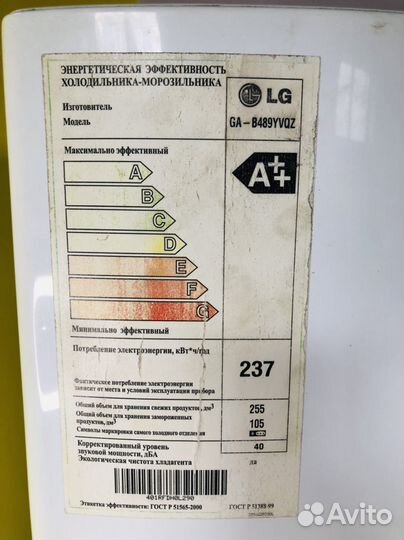 ЭНЕРГЕТИЧЕСКАЯ ЭФФЕКТИВНОСТЬ
ХОЛОДИЛЬНИКА-МОРОЗИЛЬНИКА
LG
Изготовитель
Модель GA-B489YVQZ
Максимально эффективный
A
B
C
D
E
F
G
A++
Минимально эффективный
Потребление электроэнергии, кВт*ч/год
237
Фактическое потребление электроэнергии
зависит от места и условий эксплуатации прибора
Общий объем для хранения свежих продуктов, дм³ 255
Общий объем для хранения замороженных
продуктов, дм³ 105
Символы маркировки самого холодного отделения
Корректированный уровень
звуковой мощности, дБА 40
Экологическая чистота хладагента да
401RFDH0L290
Этикетка эффективности: ГОСТ Р 51565-2000
ГОСТ Р 51388-99
Avito